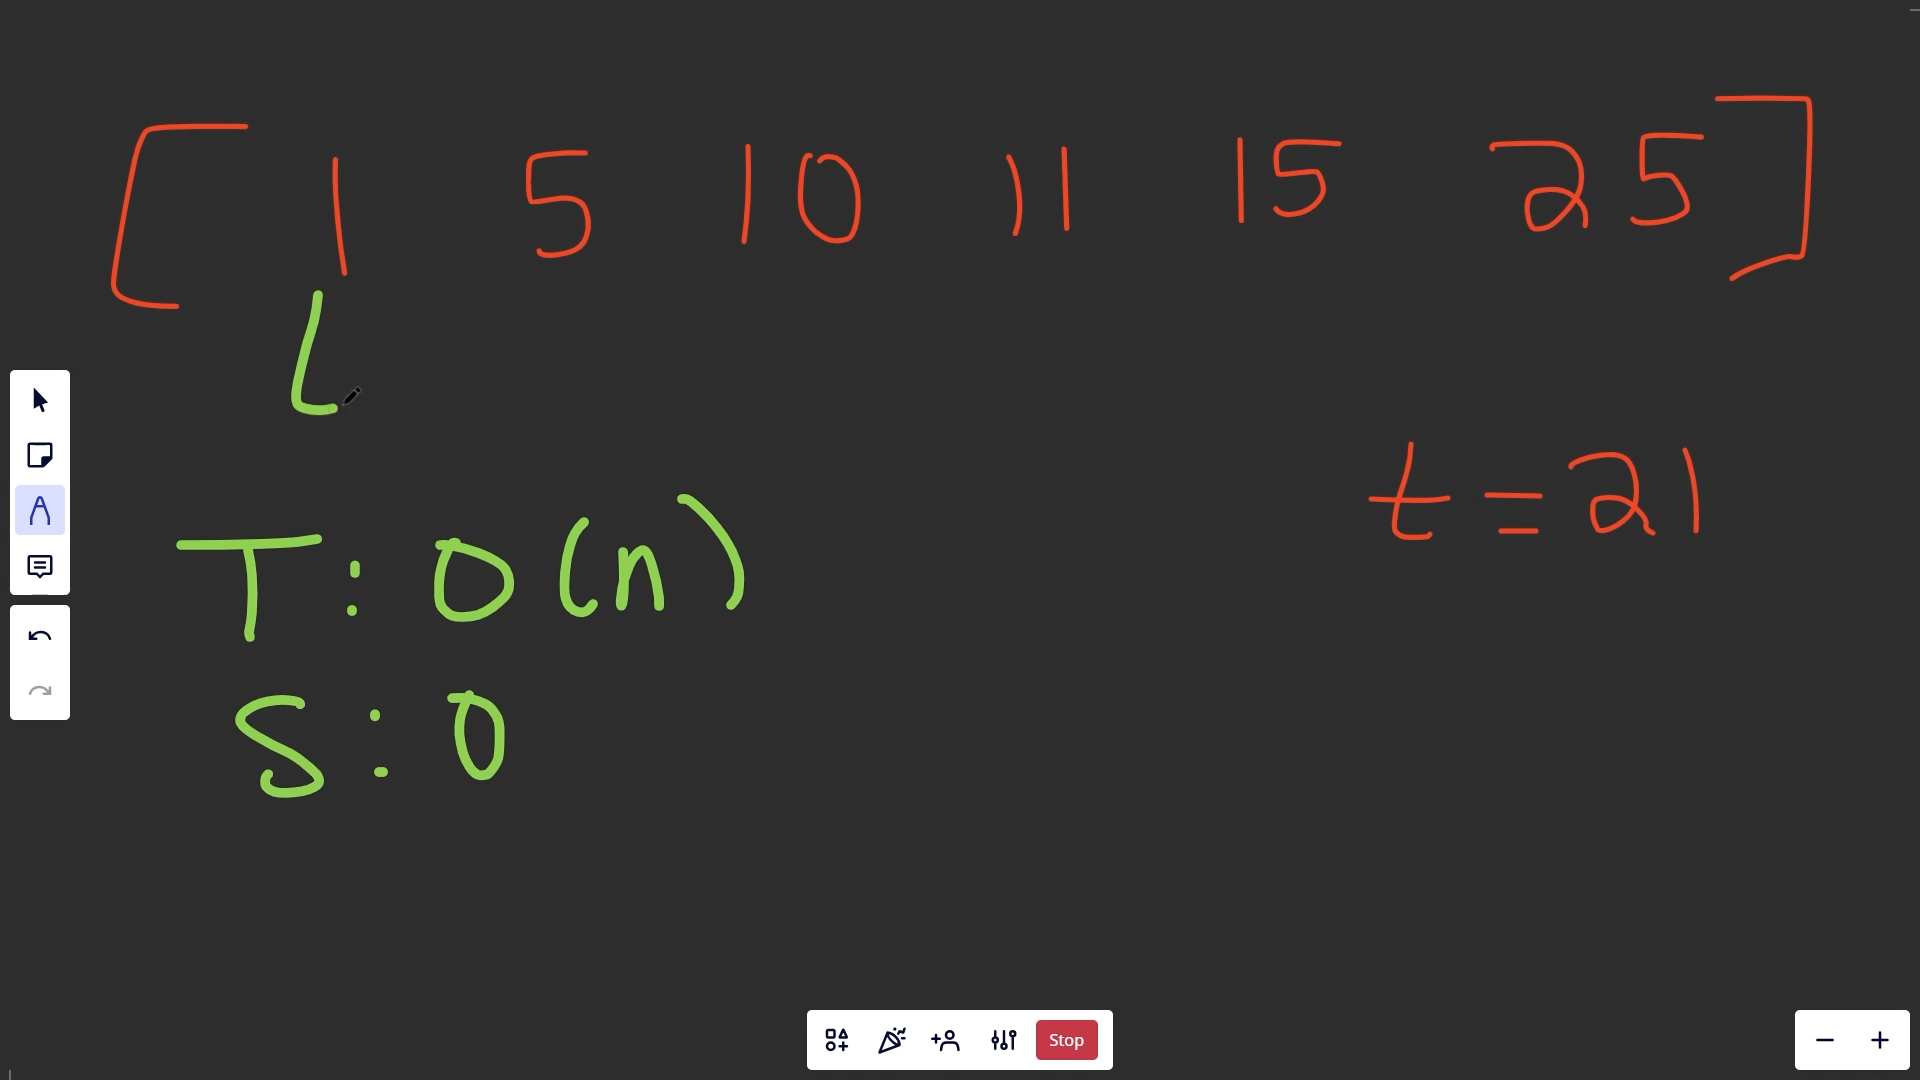 [ 1 5 10 11 15 25 ]
L
t = 21
T : O(n)
S : O
Stop